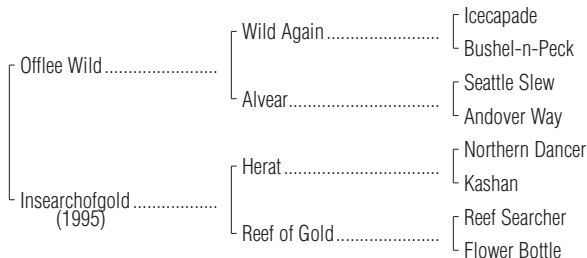 Icecapade
Wild Again
Bushel-n-Peck
Offlee Wild
Seattle Slew
Alvear
Andover Way
Northern Dancer
Herat
Kashan
Insearchofgold
(1995)
Reef Searcher
Reef of Gold
Flower Bottle